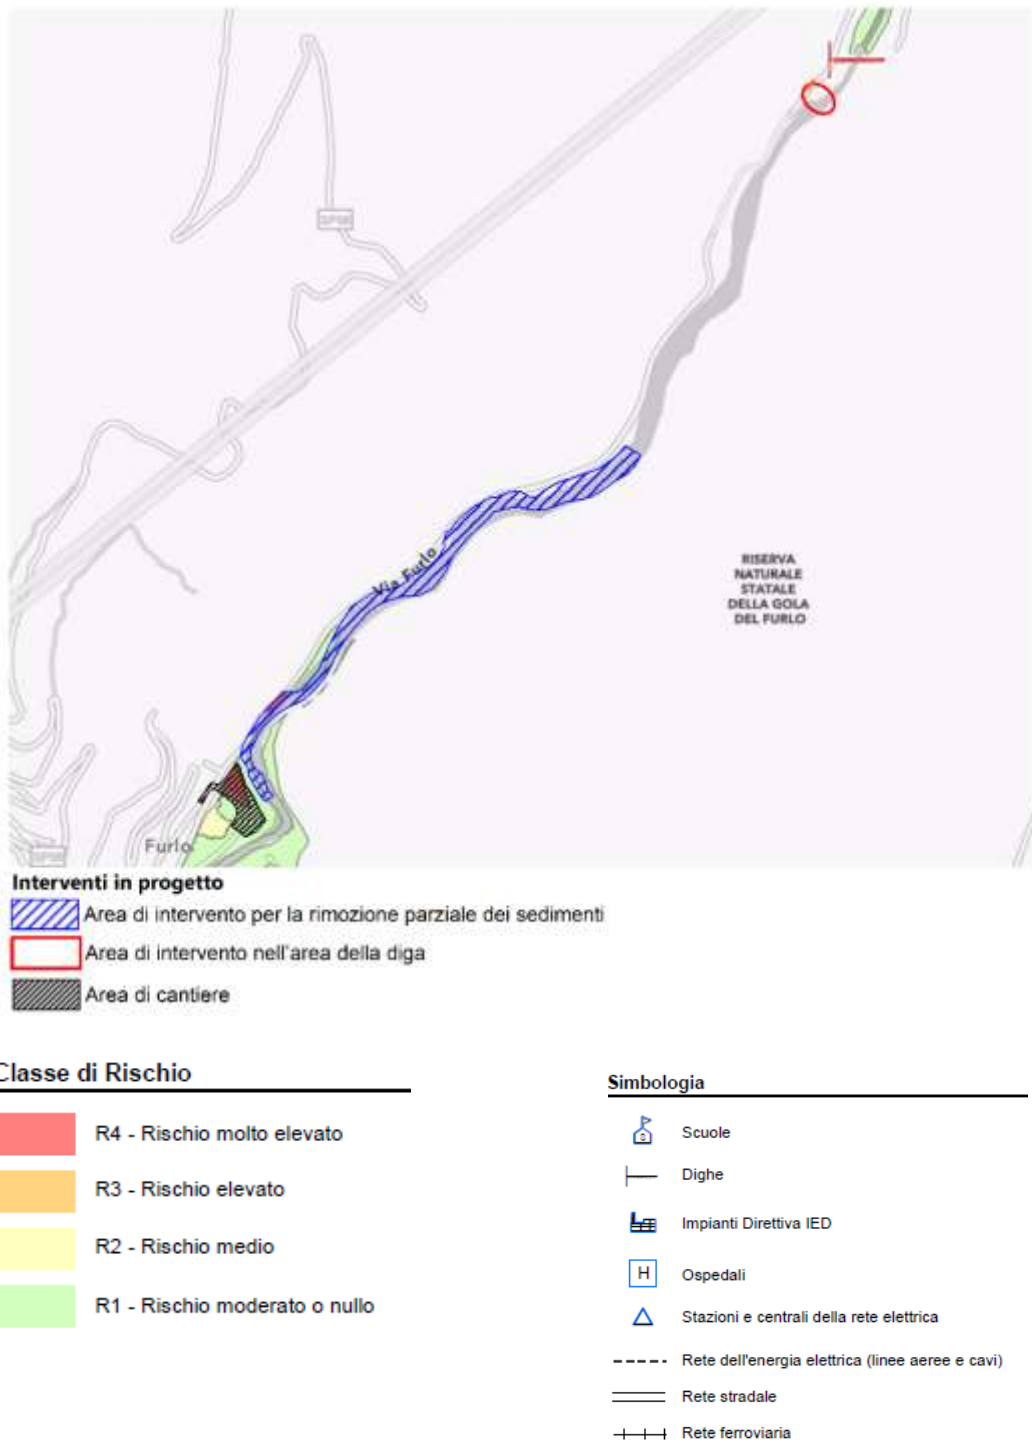 Via Furlo
RISERVA
NATURALE
STATALE
DELLA GOLA
DEL FURLO
Furlo
Interventi in progetto
Area di intervento per la rimozione parziale dei sedimenti
Area di intervento nell'area della diga
Area di cantiere
Classe di Rischio
R4 - Rischio molto elevato
R3 - Rischio elevato
R2 - Rischio medio
R1 - Rischio moderato o nullo
Simbologia
Scuole
Dighe
Impianti Direttiva IED
H Ospedali
Stazioni e centrali della rete elettrica
Rete dell'energia elettrica (linee aeree e cavi)
Rete stradale
Rete ferroviaria